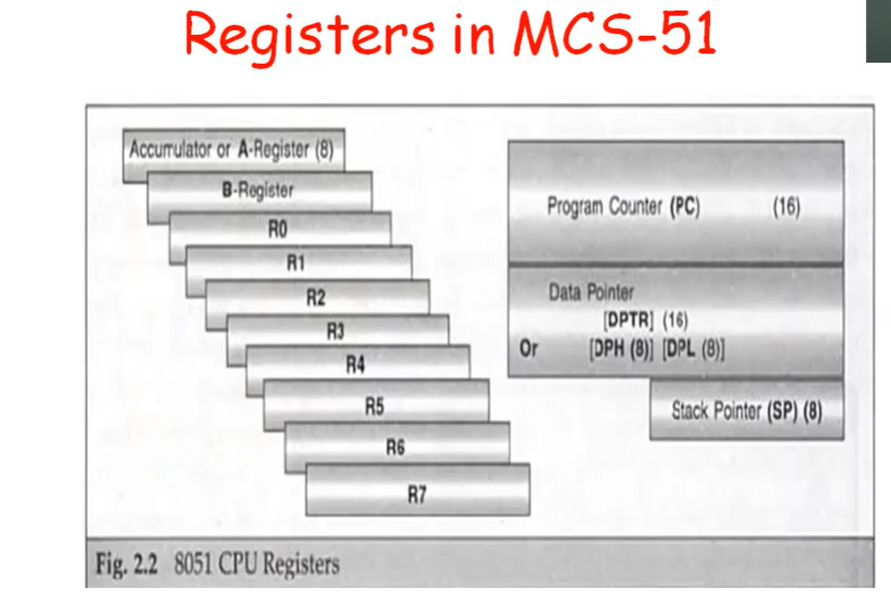 Registers in MCS-51
Accumulator or A-Register (8)
B-Register
R0
R1
R2
R3
R4
R5
R6
R7
Program Counter (PC) (16)
Data Pointer
[DPTR] (16)
Or [DPH (8)] [DPL (8)]
Stack Pointer (SP) (8)
Fig. 2.2 8051 CPU Registers